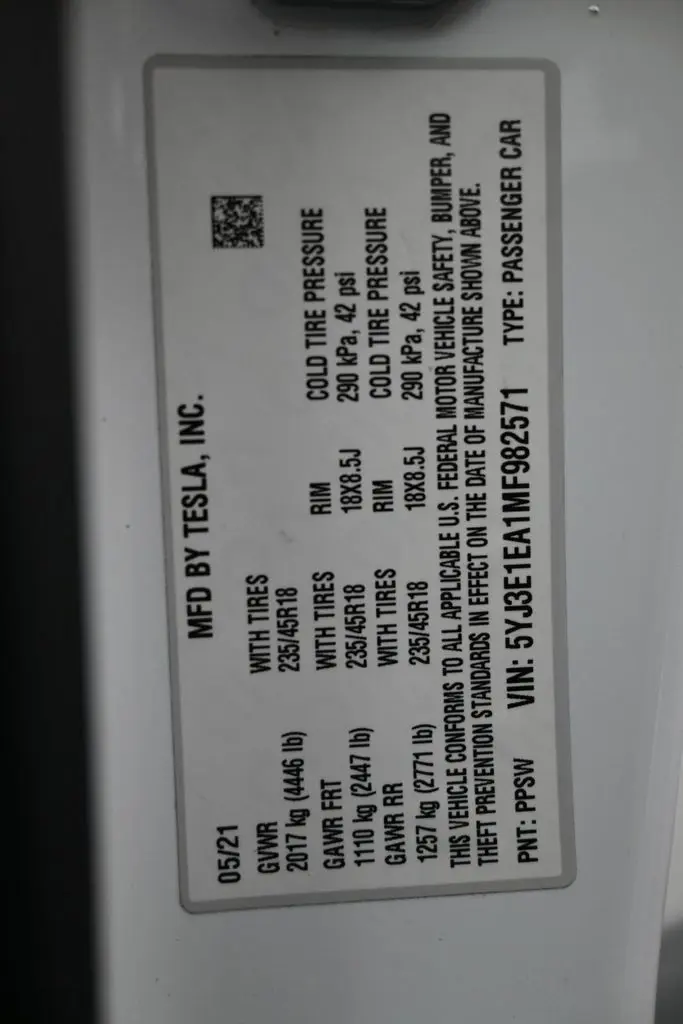 MFD BY TESLA, INC.
05/21
GVWR WITH TIRES
2017 kg (4446 lb) 235/45R18
GAWR FRT WITH TIRES RIM COLD TIRE PRESSURE
1110 kg (2447 lb) 235/45R18 18X8.5J 290 kPa, 42 psi
GAWR RR WITH TIRES RIM COLD TIRE PRESSURE
1257 kg (2771 lb) 235/45R18 18X8.5J 290 kPa, 42 psi
THIS VEHICLE CONFORMS TO ALL APPLICABLE U.S. FEDERAL MOTOR VEHICLE SAFETY, BUMPER, AND
THEFT PREVENTION STANDARDS IN EFFECT ON THE DATE OF MANUFACTURE SHOWN ABOVE.
PNT: PPSW VIN: 5YJ3E1EA1MF982571 TYPE: PASSENGER CAR